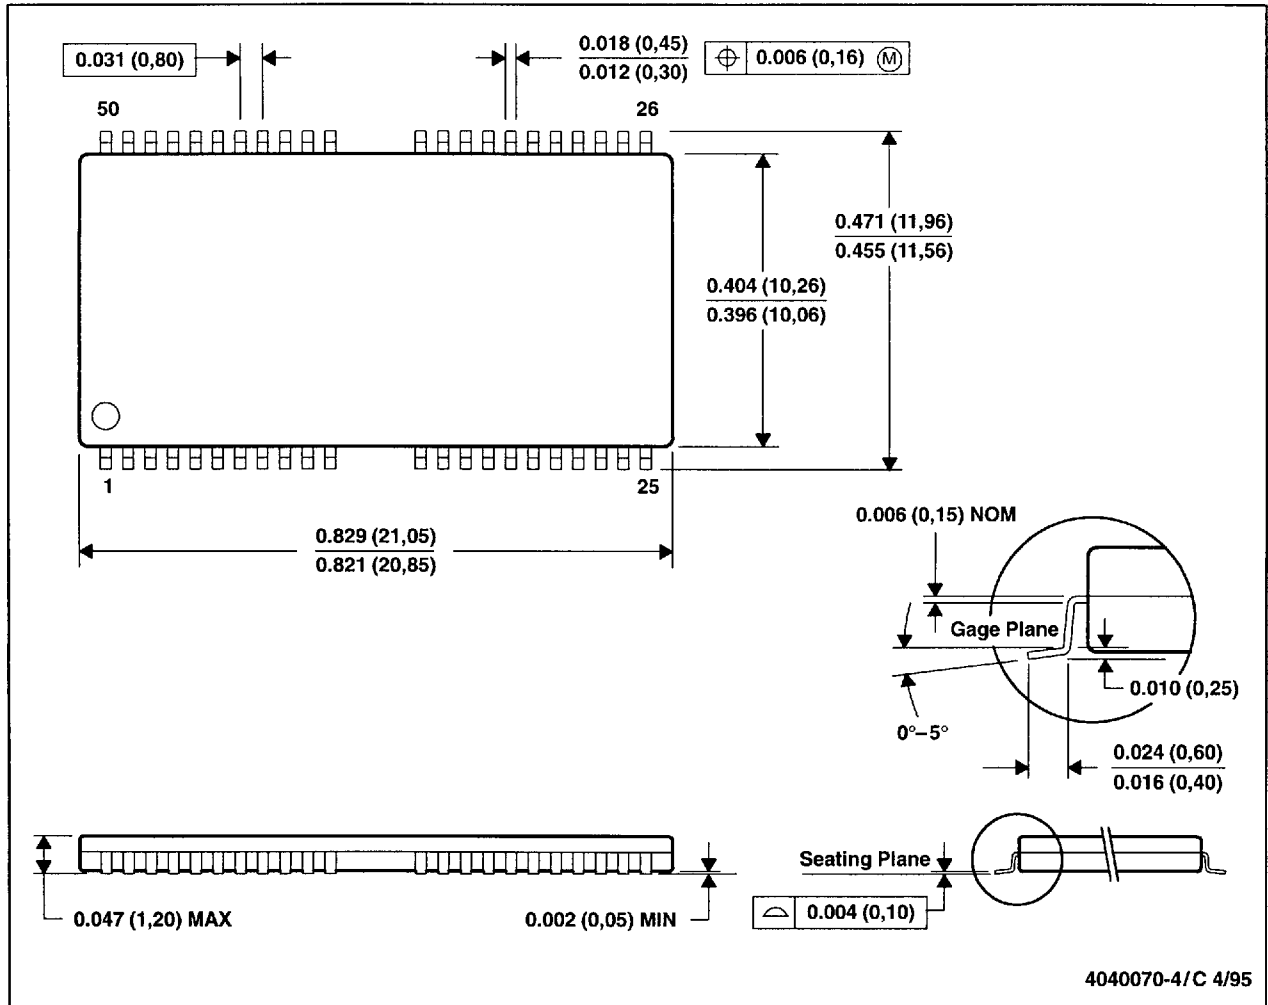 0.031 (0,80)
0.018 (0,45)
0.012 (0,30)
0.006 (0,16) Ⓜ
50
26
0.471 (11,96)
0.455 (11,56)
0.404 (10,26)
0.396 (10,06)
1
25
0.829 (21,05)
0.821 (20,85)
0.006 (0,15) NOM
Gage Plane
0.010 (0,25)
0°–5°
0.024 (0,60)
0.016 (0,40)
Seating Plane
0.047 (1,20) MAX
0.002 (0,05) MIN
0.004 (0,10)
4040070-4/C 4/95